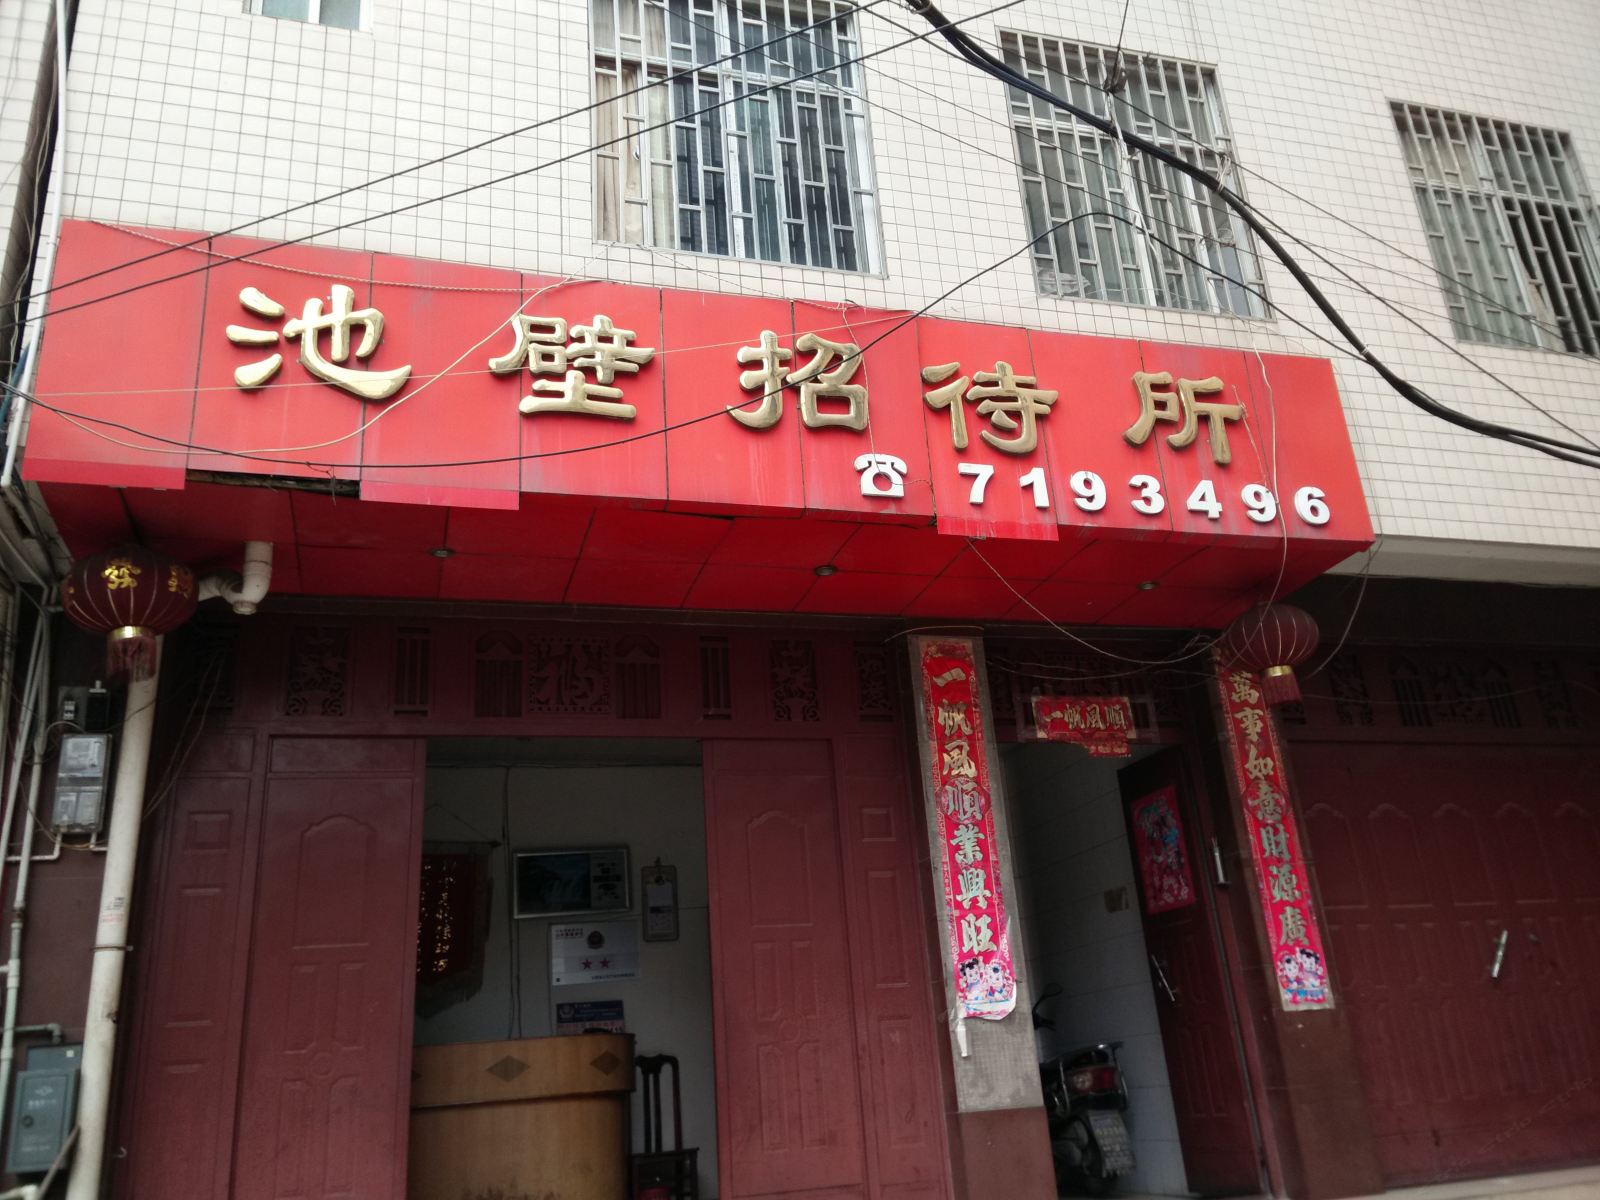 池壁招待所
☎ 7193496
一帆風順
一帆風順業興旺
萬事如意財源廣